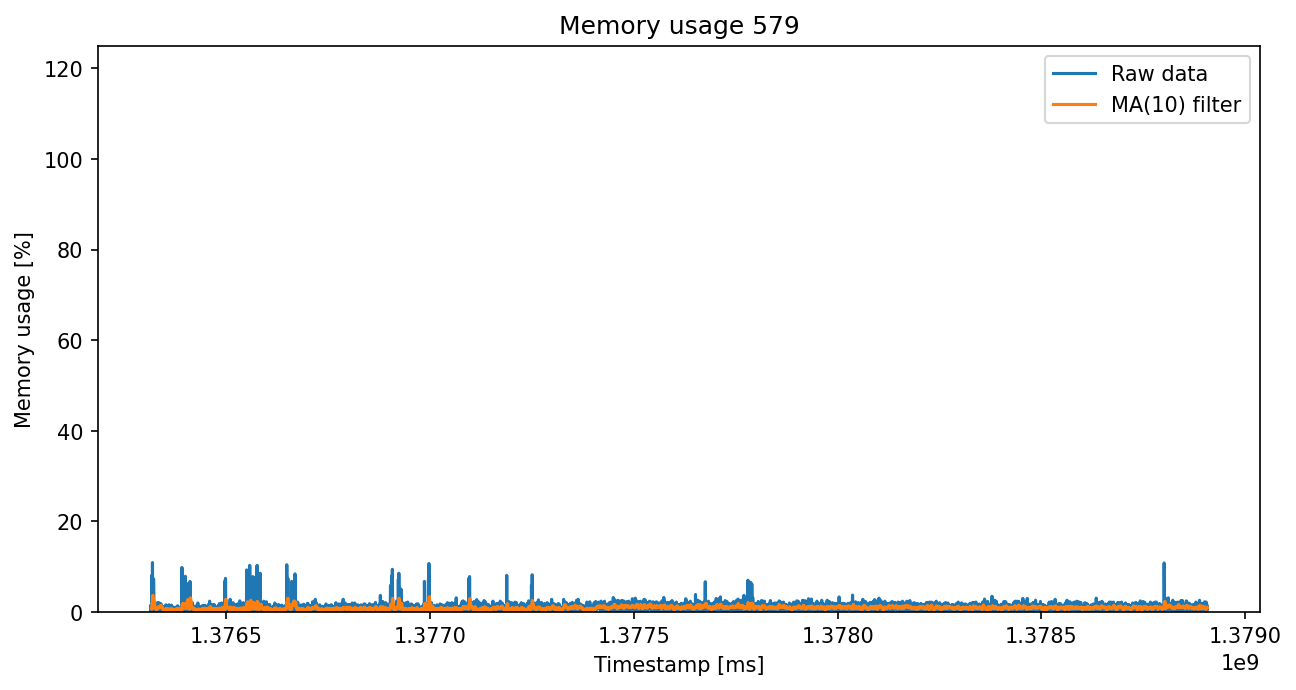 Memory usage 579
Raw data
MA(10) filter
120
100
80
60
40
20
0
Memory usage [%]
1.3765 1.3770 1.3775 1.3780 1.3785 1.3790
1e9
Timestamp [ms]